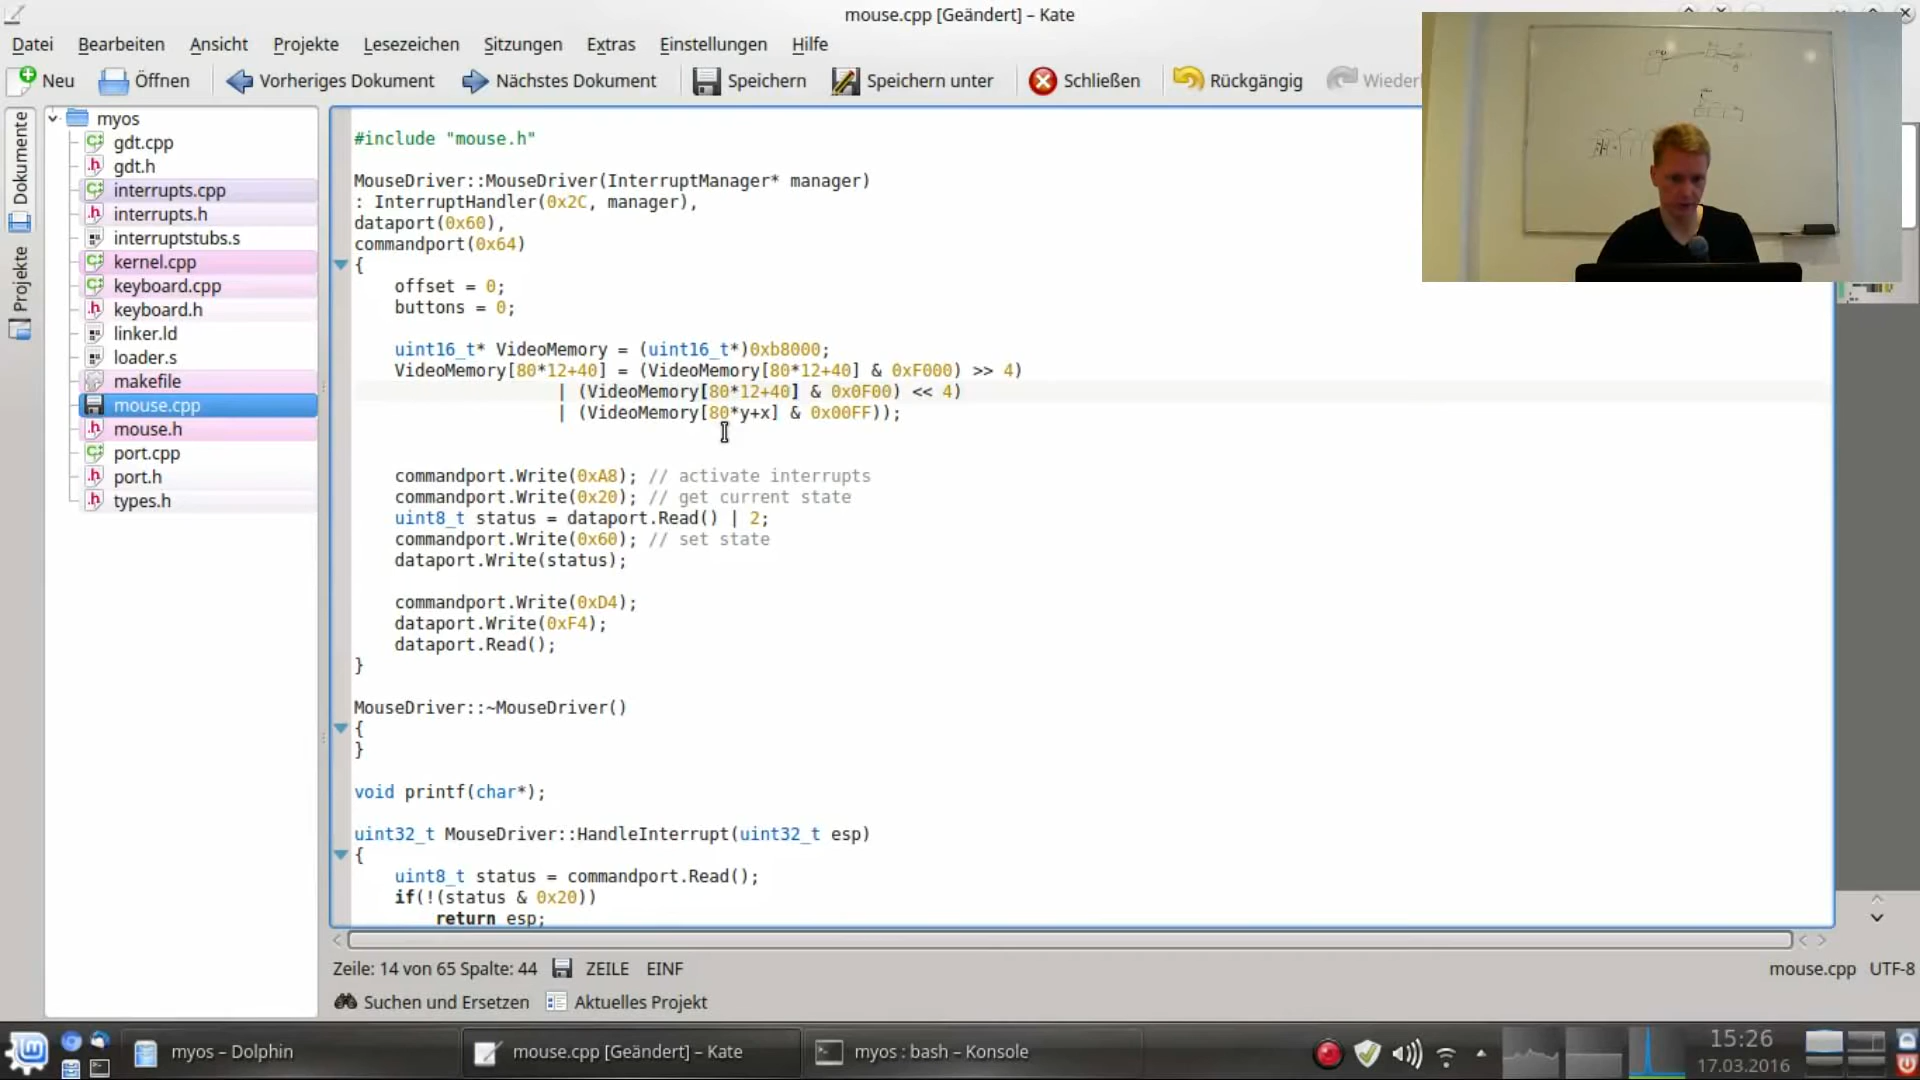 mouse.cpp [Geändert] – Kate
Datei Bearbeiten Ansicht Projekte Lesezeichen Sitzungen Extras Einstellungen Hilfe
Neu Öffnen Vorheriges Dokument Nächstes Dokument Speichern Speichern unter Schließen Rückgängig
Dokumente
Projekte
myos
gdt.cpp
gdt.h
interrupts.cpp
interrupts.h
interruptstubs.s
kernel.cpp
keyboard.cpp
keyboard.h
linker.ld
loader.s
makefile
mouse.cpp
mouse.h
port.cpp
port.h
types.h
#include "mouse.h"
MouseDriver::MouseDriver(InterruptManager* manager)
: InterruptHandler(0x2C, manager),
dataport(0x60),
commandport(0x64)
{
offset = 0;
buttons = 0;
uint16_t* VideoMemory = (uint16_t*)0xb8000;
VideoMemory[80*12+40] = (VideoMemory[80*12+40] & 0xF000) >> 4)
| (VideoMemory[80*12+40] & 0x0F00) << 4)
| (VideoMemory[80*y+x] & 0x00FF));
commandport.Write(0xA8); // activate interrupts
commandport.Write(0x20); // get current state
uint8_t status = dataport.Read() | 2;
commandport.Write(0x60); // set state
dataport.Write(status);
commandport.Write(0xD4);
dataport.Write(0xF4);
dataport.Read();
}
MouseDriver::~MouseDriver()
{
}
void printf(char*);
uint32_t MouseDriver::HandleInterrupt(uint32_t esp)
{
uint8_t status = commandport.Read();
if(!(status & 0x20))
return esp;
Zeile: 14 von 65 Spalte: 44 ZEILE EINF mouse.cpp UTF-8
Suchen und Ersetzen Aktuelles Projekt
myos – Dolphin mouse.cpp [Geändert] – Kate myos : bash – Konsole 15:26
17.03.2016